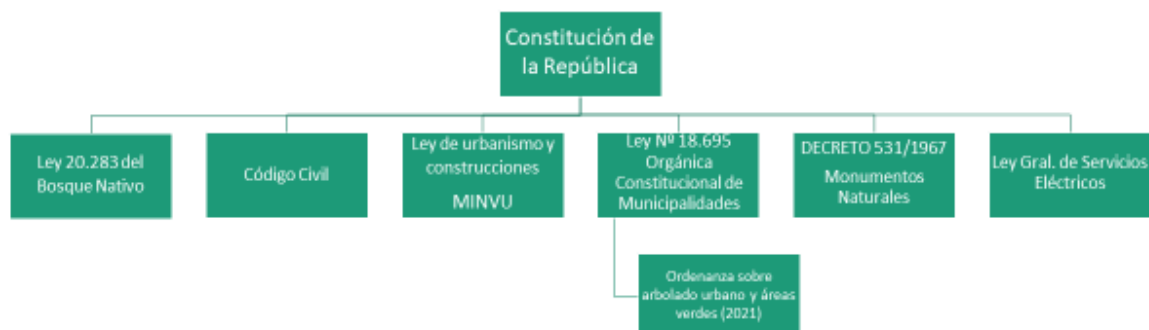 Constitución de
la República
Ley 20.283 del
Bosque Nativo
Código Civil
Ley de urbanismo y
construcciones
MINVU
Ley Nº 18.695
Orgánica
Constitucional de
Municipalidades
DECRETO 531/1967
Monumentos
Naturales
Ley Gral. de Servicios
Eléctricos
Ordenanza sobre
arbolado urbano y áreas
verdes (2021)